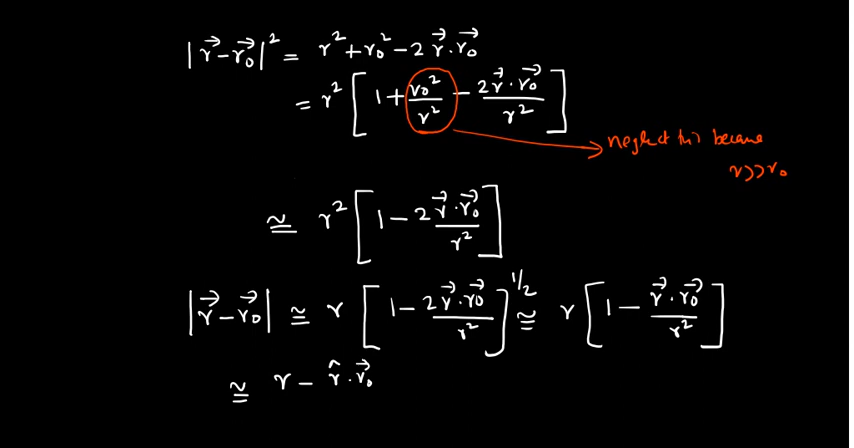 |r⃗ - r⃗₀|² = r² + r₀² - 2 r⃗ · r⃗₀
= r² [ 1 + r₀²/r² - 2 r⃗ · r⃗₀/r² ]
neglect this because
r >> r₀
≅ r² [ 1 - 2 r⃗ · r⃗₀/r² ]
|r⃗ - r⃗₀| ≅ r [ 1 - 2 r⃗ · r⃗₀/r² ]^1/2 ≅ r [ 1 - r⃗ · r⃗₀/r² ]
≅ r - r̂ · r⃗₀